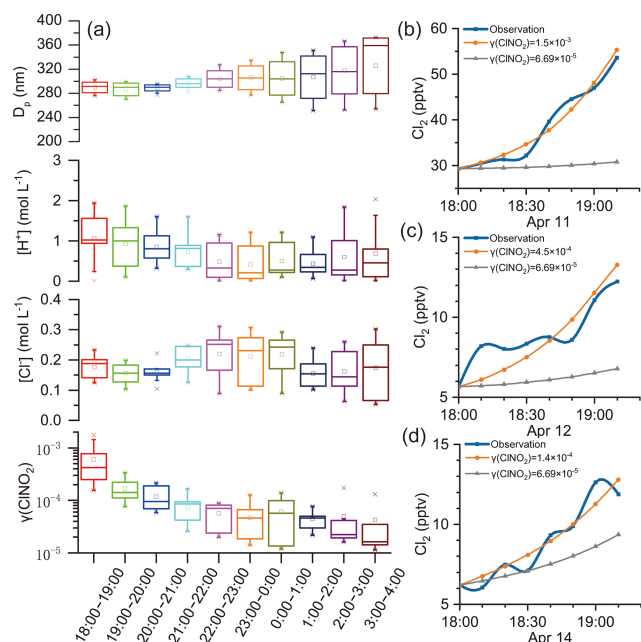 (a)
400
360
320
280
240
200
D_p (nm)
3
2
1
0
[H⁺] (mol L⁻¹)
0.4
0.3
0.2
0.1
0.0
[Cl⁻] (mol L⁻¹)
10⁻³
10⁻⁴
10⁻⁵
γ(ClNO₂)
18:00−19:00
19:00−20:00
20:00−21:00
21:00−22:00
22:00−23:00
23:00−0:00
0:00−1:00
1:00−2:00
2:00−3:00
3:00−4:00
(b)
Observation
γ(ClNO₂)=1.5×10⁻³
γ(ClNO₂)=6.69×10⁻⁵
60
50
40
30
Cl₂ (pptv)
18:00
18:30
19:00
Apr 11
(c)
Observation
γ(ClNO₂)=4.5×10⁻⁴
γ(ClNO₂)=6.69×10⁻⁵
15
10
5
Cl₂ (pptv)
18:00
18:30
19:00
Apr 12
(d)
Observation
γ(ClNO₂)=1.4×10⁻⁴
γ(ClNO₂)=6.69×10⁻⁵
15
10
5
Cl₂ (pptv)
18:00
18:30
19:00
Apr 14